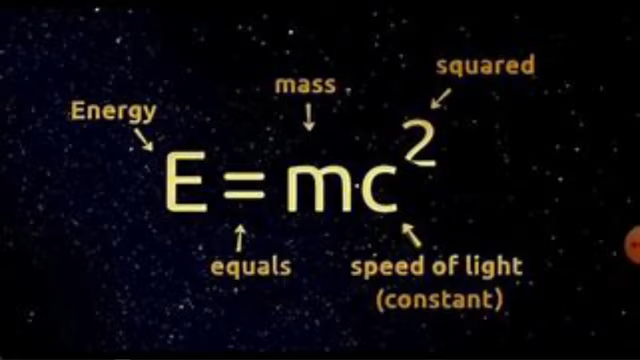 squared
mass
Energy
E = mc²
equals
speed of light
(constant)